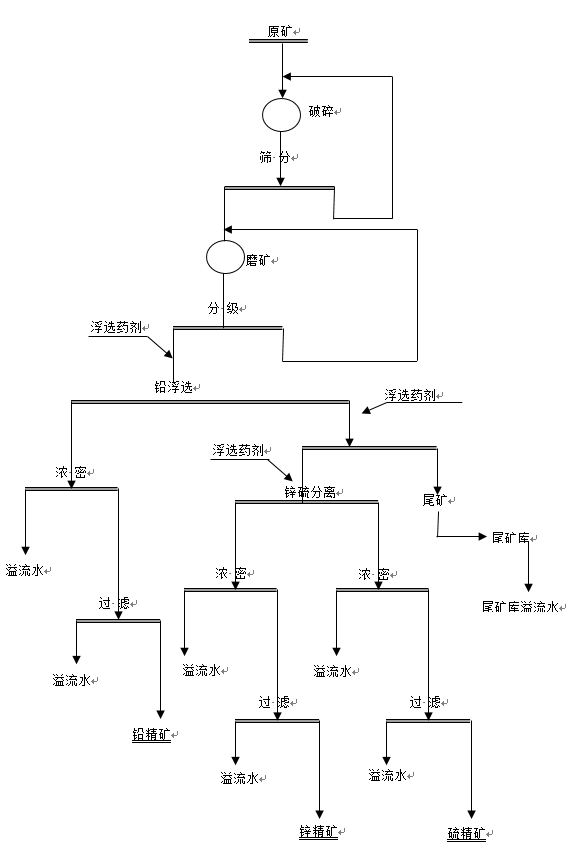 原矿
破碎
筛分
磨矿
分级
浮选药剂
铅浮选
浮选药剂
浮选药剂
浓密
锌硫分离
尾矿
尾矿库
溢流水
浓密
浓密
过滤
尾矿库溢流水
溢流水
溢流水
溢流水
过滤
过滤
铅精矿
溢流水
溢流水
锌精矿
硫精矿